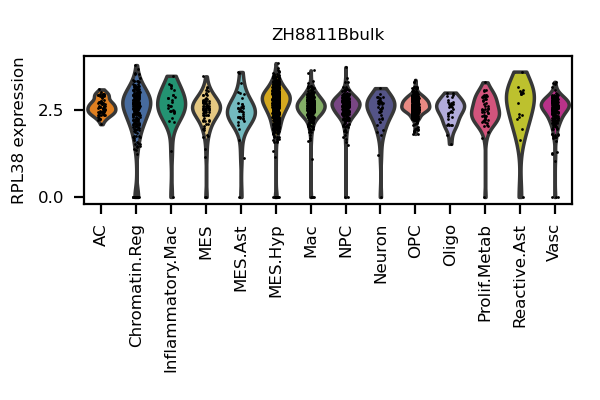 ZH8811Bbulk
RPL38 expression
2.5
0.0
AC
Chromatin.Reg
Inflammatory.Mac
MES
MES.Ast
MES.Hyp
Mac
NPC
Neuron
OPC
Oligo
Prolif.Metab
Reactive.Ast
Vasc